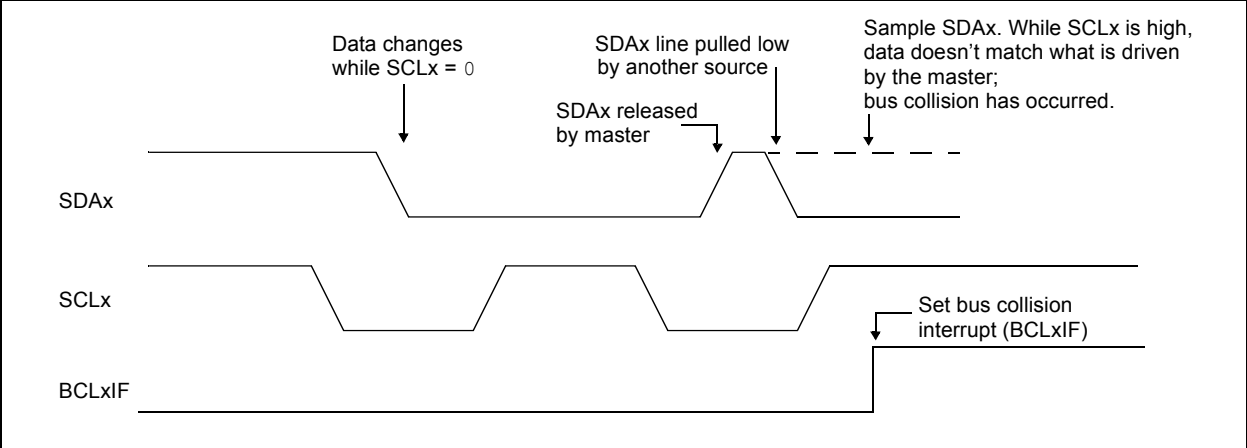 Data changes
while SCLx = 0
SDAx line pulled low
by another source
SDAx released
by master
Sample SDAx. While SCLx is high,
data doesn’t match what is driven
by the master;
bus collision has occurred.
SDAx
SCLx
Set bus collision
interrupt (BCLxIF)
BCLxIF